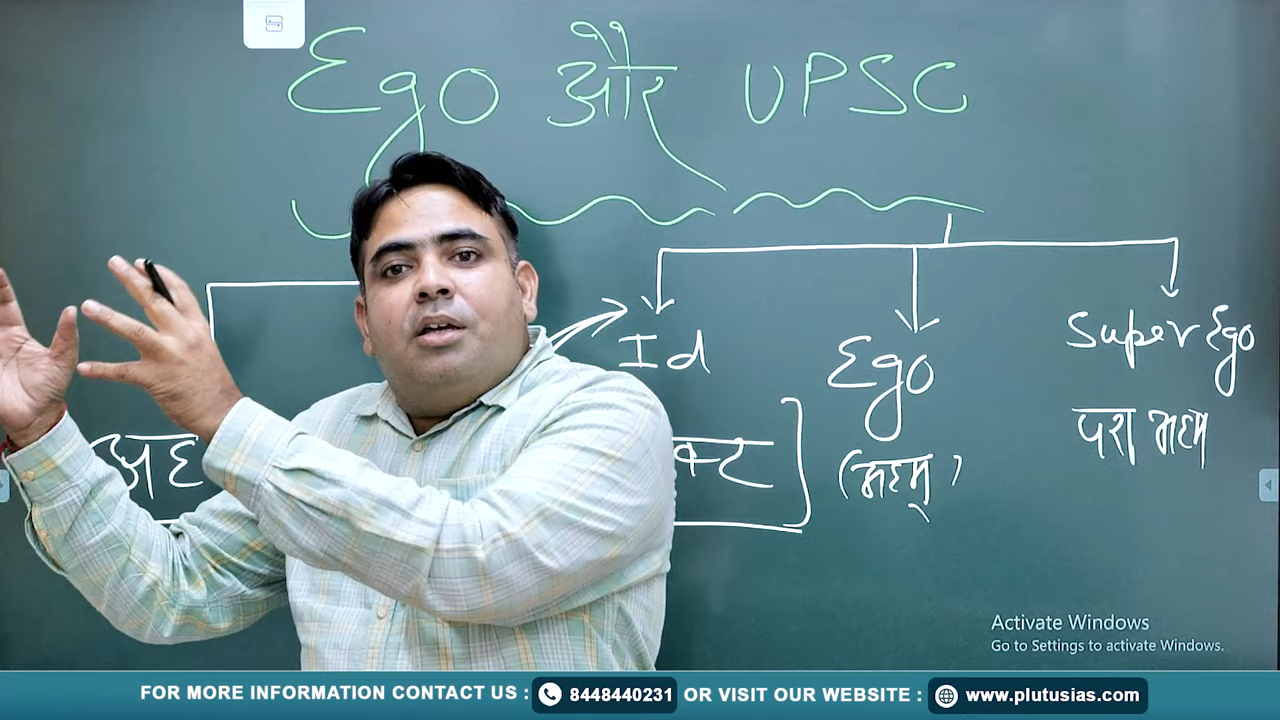 Ego और UPSC
Id
Ego
Super Ego
(अहम्)
परा अहम
Activate Windows
Go to Settings to activate Windows.
FOR MORE INFORMATION CONTACT US : 8448440231 OR VISIT OUR WEBSITE : www.plutusias.com